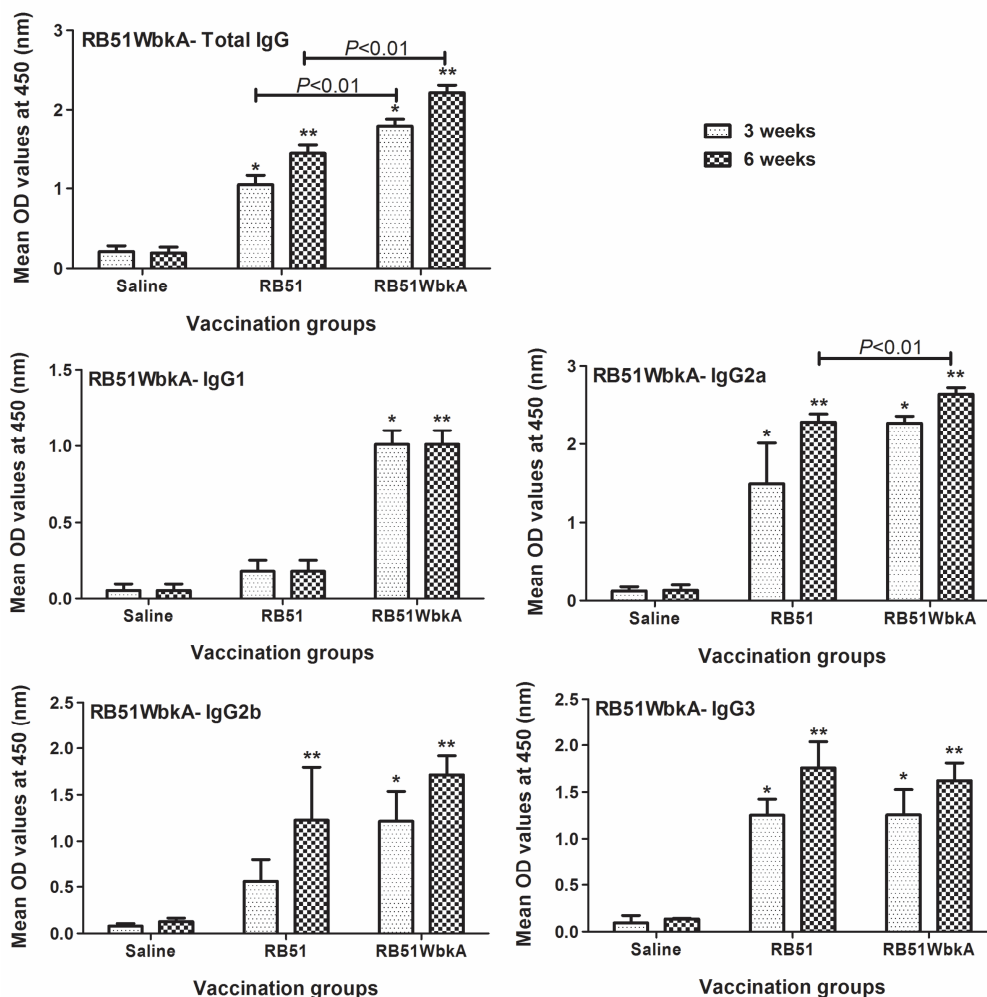 RB51WbkA- Total IgG
P<0.01
**
P<0.01
*
**
*
3
2
1
0
Mean OD values at 450 (nm)
Saline
RB51
RB51WbkA
Vaccination groups
3 weeks
6 weeks
RB51WbkA- IgG1
*
**
1.5
1.0
0.5
0.0
Mean OD values at 450 (nm)
Saline
RB51
RB51WbkA
Vaccination groups
RB51WbkA- IgG2a
P<0.01
**
**
*
*
3
2
1
0
Mean OD values at 450 (nm)
Saline
RB51
RB51WbkA
Vaccination groups
RB51WbkA- IgG2b
**
**
*
2.5
2.0
1.5
1.0
0.5
0.0
Mean OD values at 450 (nm)
Saline
RB51
RB51WbkA
Vaccination groups
RB51WbkA- IgG3
**
**
*
*
2.5
2.0
1.5
1.0
0.5
0.0
Mean OD values at 450 (nm)
Saline
RB51
RB51WbkA
Vaccination groups